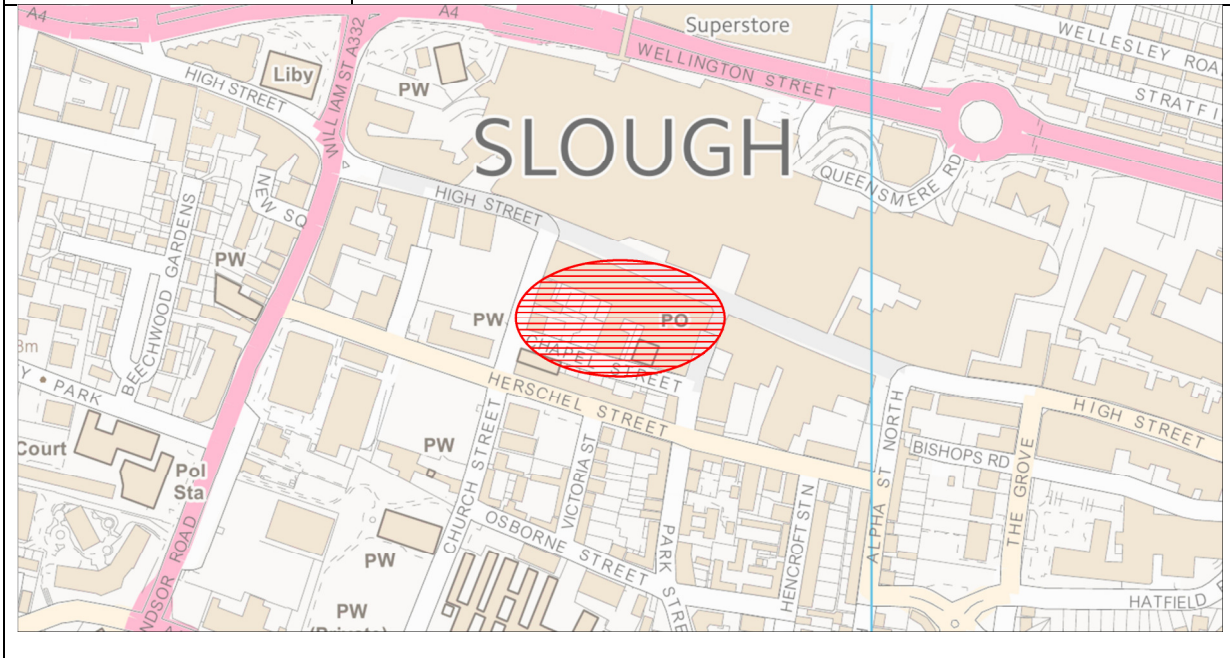 A4
A4
Superstore
WELLINGTON STREET
WELLESLEY ROA
STRATFI
HIGH STREET
Liby
WILLIAM ST A332
PW
SLOUGH
QUEENSMERE RD
NEW SQ
HIGH STREET
BEECHWOOD GARDENS
PW
PW
PO
CHAPEL STREET
8m
Y • PARK
HERSCHEL STREET
HIGH STREET
Court
Pol
Sta
PW
CHURCH STREET
VICTORIA ST
BISHOPS RD
ALPHA ST NORTH
THE GROVE
OSBORNE STREET
PARK STRE
HENCROFT ST N
PW
NDSOR ROAD
HATFIELD
PW
(Private)